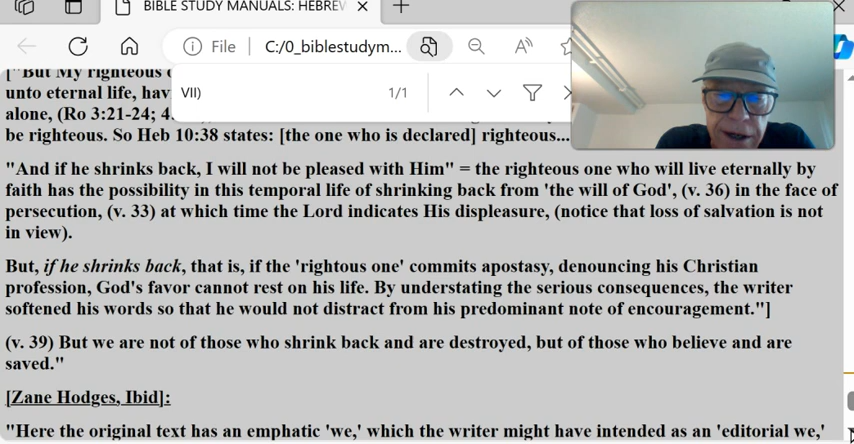 BIBLE STUDY MANUALS: HEBREW
File C:/0_biblestudym...
VII) 1/1
["But My righteous
unto eternal life, hav
alone, (Ro 3:21-24;
be righteous. So Heb 10:38 states: [the one who is declared] righteous...
"And if he shrinks back, I will not be pleased with Him" = the righteous one who will live eternally by
faith has the possibility in this temporal life of shrinking back from 'the will of God', (v. 36) in the face of
persecution, (v. 33) at which time the Lord indicates His displeasure, (notice that loss of salvation is not
in view).
But, if he shrinks back, that is, if the 'rightous one' commits apostasy, denouncing his Christian
profession, God's favor cannot rest on his life. By understating the serious consequences, the writer
softened his words so that he would not distract from his predominant note of encouragement."]
(v. 39) But we are not of those who shrink back and are destroyed, but of those who believe and are
saved."
[Zane Hodges, Ibid]:
"Here the original text has an emphatic 'we,' which the writer might have intended as an 'editorial we,'